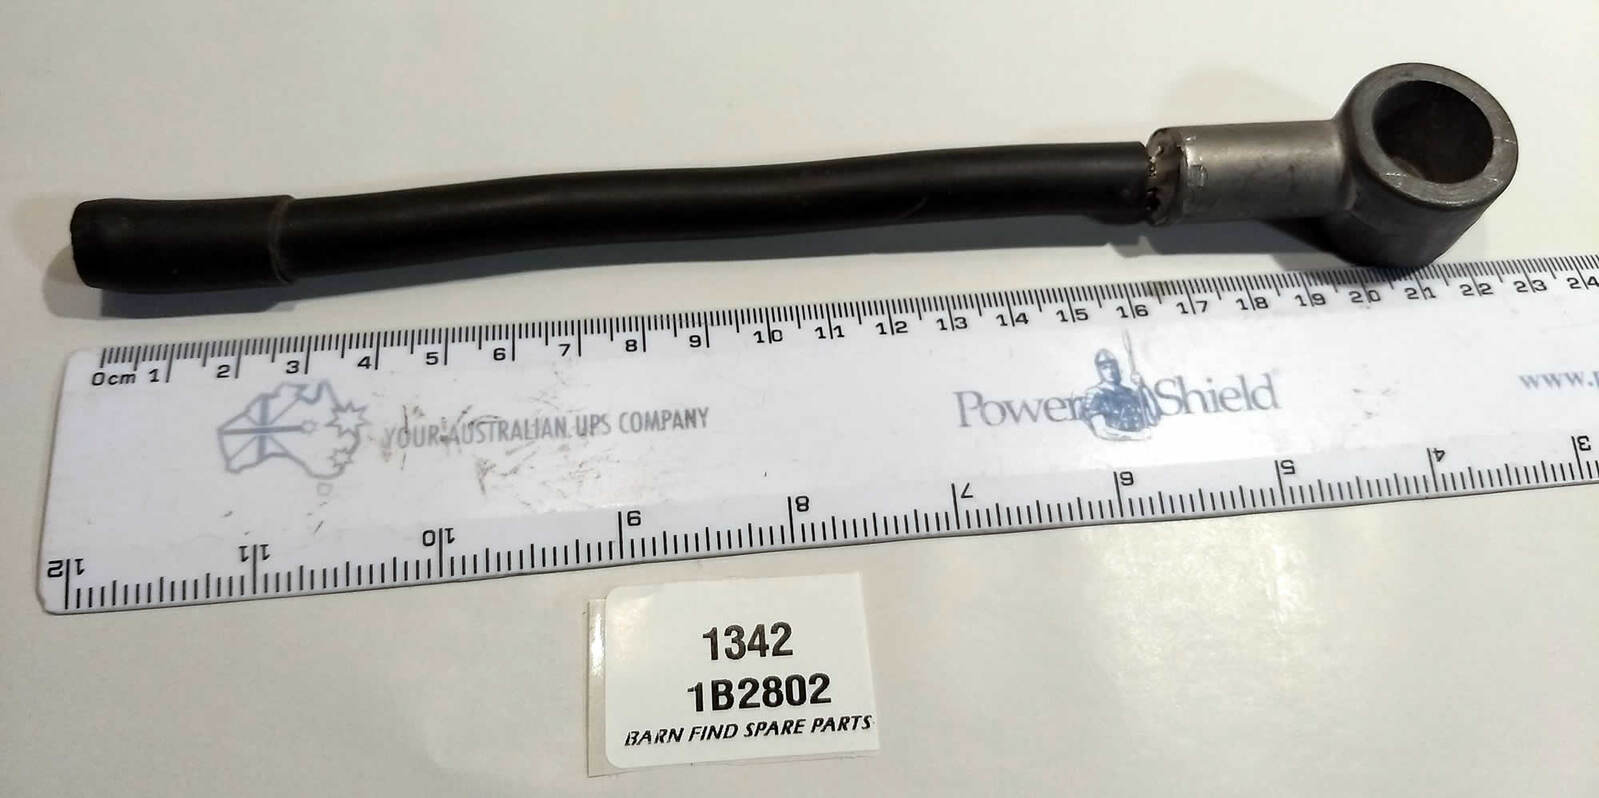 0cm 1 2 3 4 5 6 7 8 9 10 11 12 13 14 15 16 17 18 19 20 21 22 23 24
YOUR AUSTRALIAN UPS COMPANY
PowerShield
www.
12 11 10 9 8 7 6 5 4 3
1342
1B2802
BARN FIND SPARE PARTS